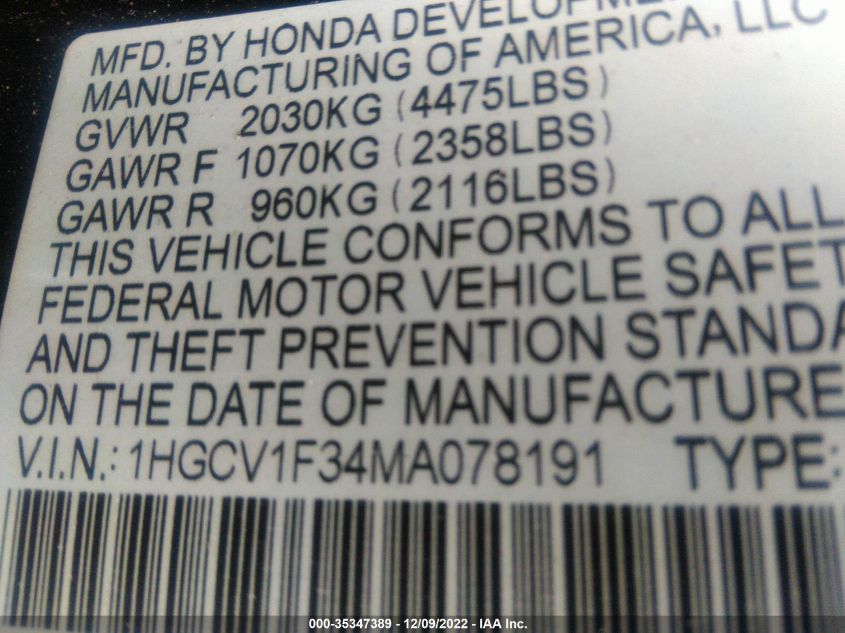 MFD. BY HONDA DEVELOPMEN
MANUFACTURING OF AMERICA, LLC
GVWR 2030KG (4475LBS)
GAWR F 1070KG (2358LBS)
GAWR R 960KG (2116LBS)
THIS VEHICLE CONFORMS TO ALL
FEDERAL MOTOR VEHICLE SAFET
AND THEFT PREVENTION STANDA
ON THE DATE OF MANUFACTURE
V.I.N.: 1HGCV1F34MA078191 TYPE:
000-35347389 - 12/09/2022 - IAA Inc.